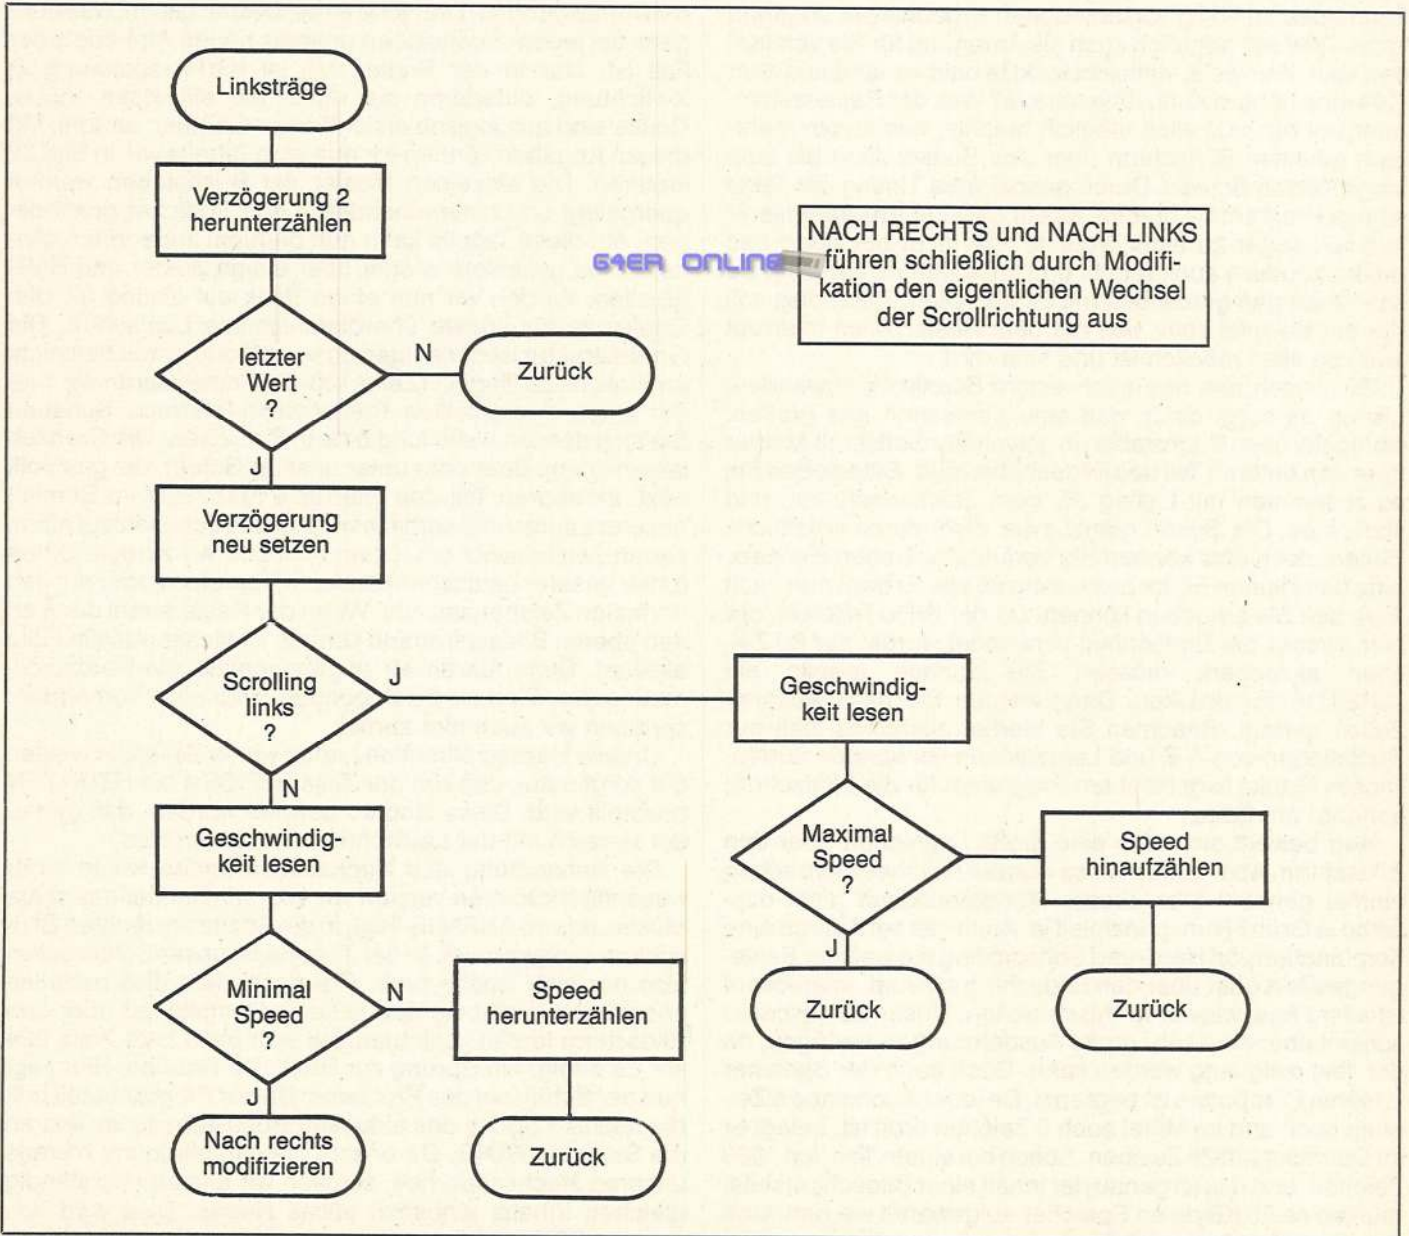 Linksträge
Verzögerung 2
herunterzählen
NACH RECHTS und NACH LINKS
führen schließlich durch Modifi-
kation den eigentlichen Wechsel
der Scrollrichtung aus
64ER ONLINE
letzter
Wert
?
N
Zurück
J
Verzögerung
neu setzen
Scrolling
links
?
J
Geschwindig-
keit lesen
N
Geschwindig-
keit lesen
Maximal
Speed
?
Speed
hinaufzählen
J
Zurück
Zurück
Minimal
Speed
?
N
Speed
herunterzählen
J
Nach rechts
modifizieren
Zurück